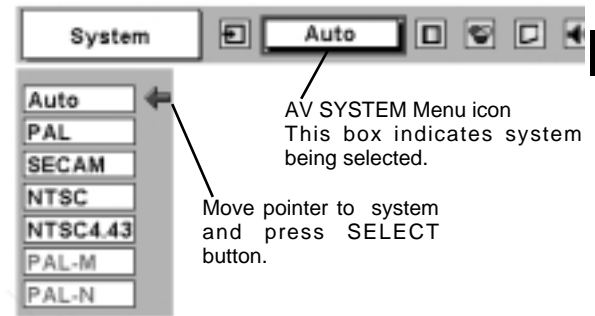 System
Auto
Auto
PAL
SECAM
NTSC
NTSC4.43
PAL-M
PAL-N
AV SYSTEM Menu icon
This box indicates system
being selected.
Move pointer to system
and press SELECT
button.